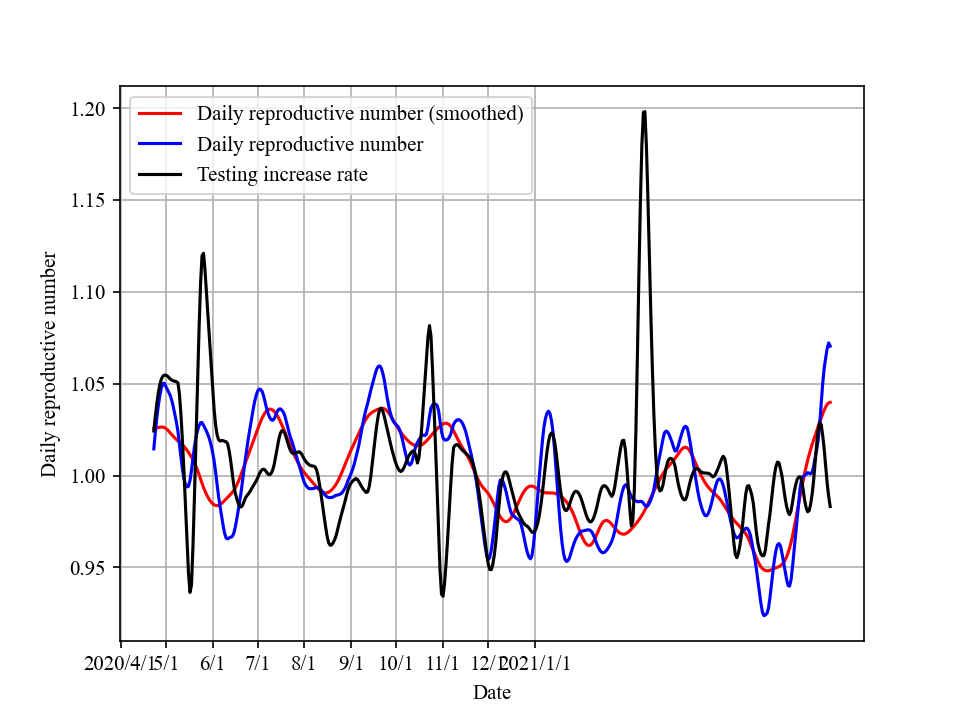 Daily reproductive number (smoothed)
Daily reproductive number
Testing increase rate
1.20
1.15
1.10
1.05
1.00
0.95
Daily reproductive number
2020/4/1 5/1 6/1 7/1 8/1 9/1 10/1 11/1 12/1 2021/1/1
Date